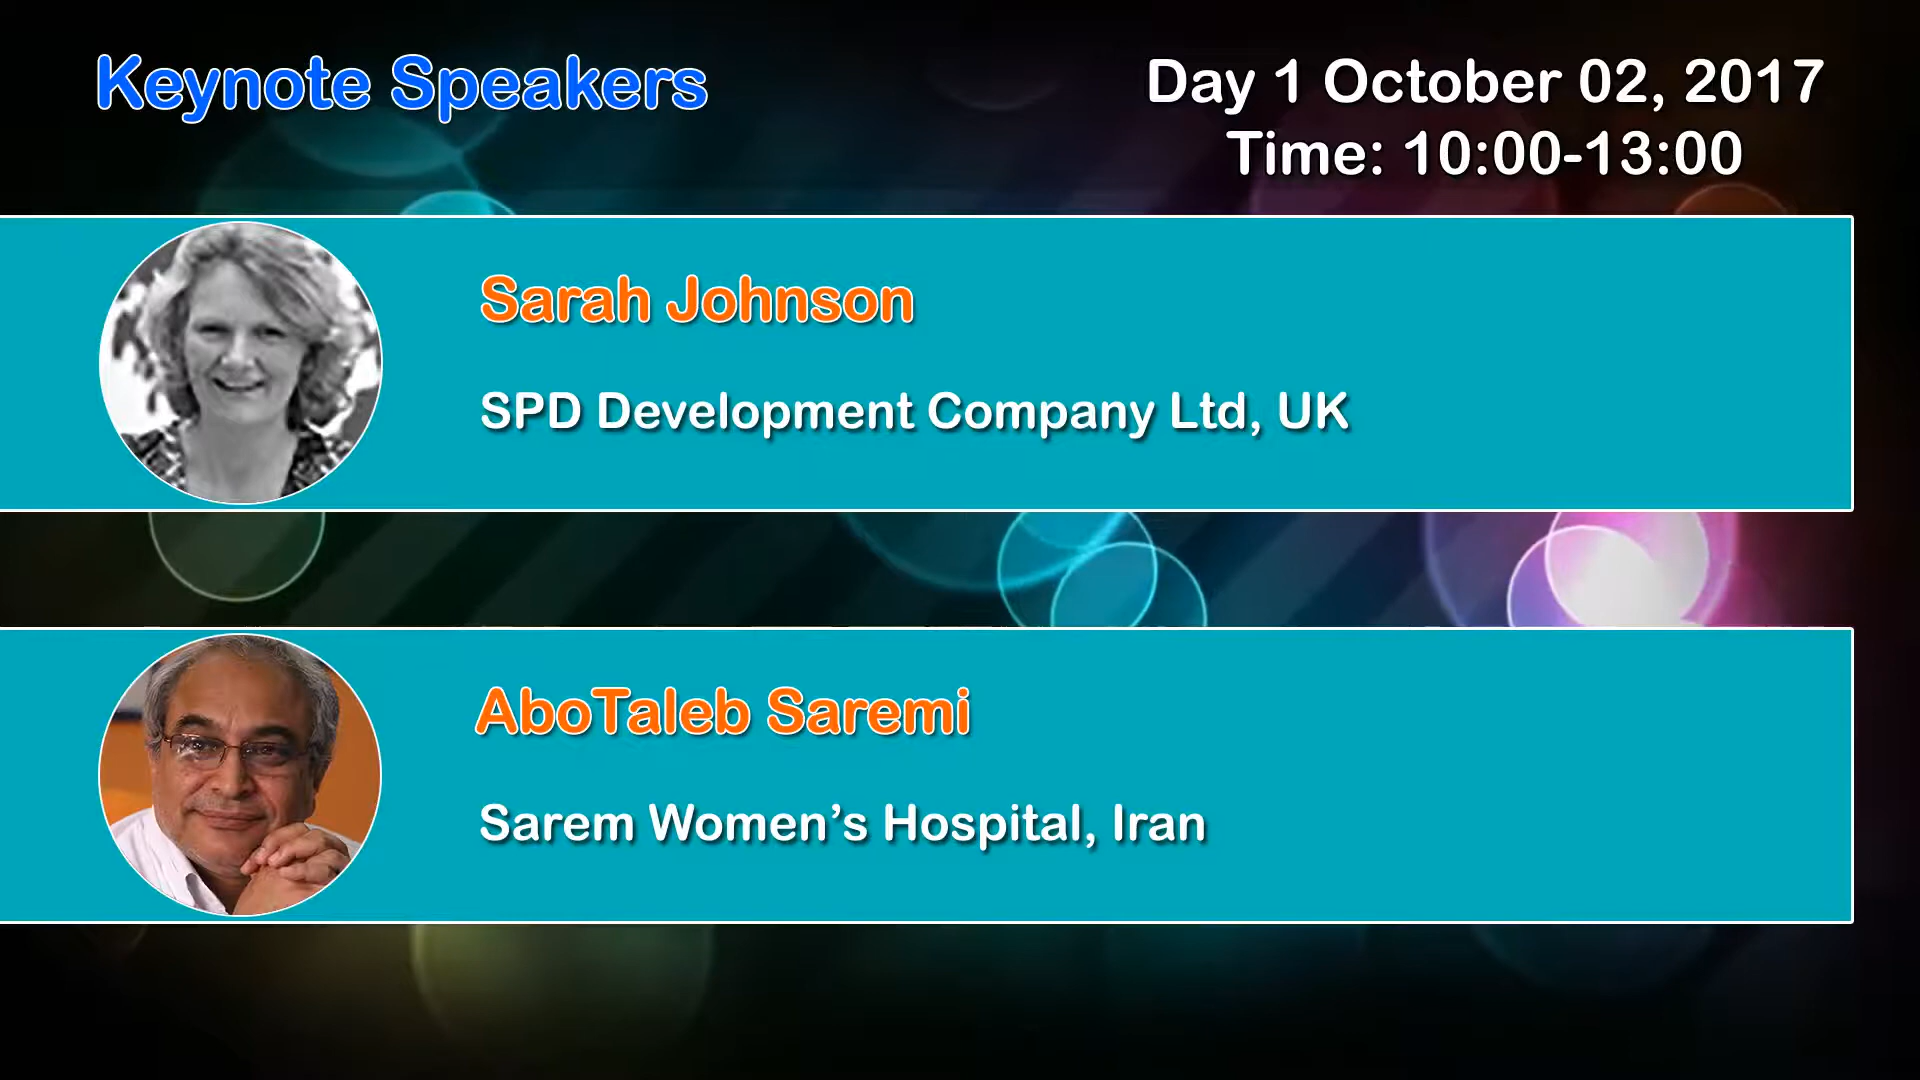 Keynote Speakers
Day 1 October 02, 2017
Time: 10:00-13:00
Sarah Johnson
SPD Development Company Ltd, UK
AboTaleb Saremi
Sarem Women’s Hospital, Iran